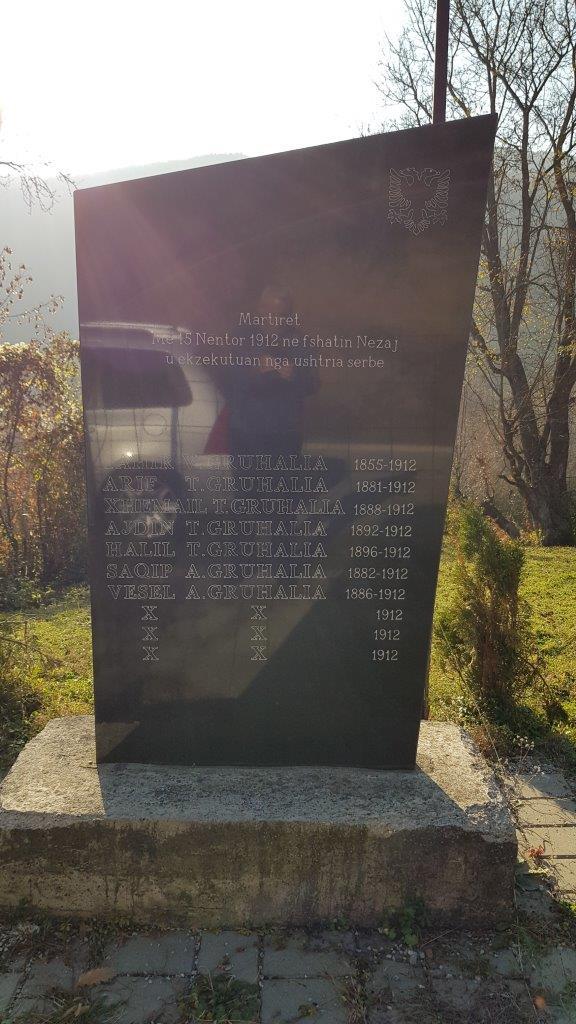 Martiret
Me 15 Nentor 1912 ne fshatin Nezaj
u ekzekutuan nga ushtria serbe
V.GRUHALIA 1855-1912
ARIF T.GRUHALIA 1881-1912
XHEMAIL T.GRUHALIA 1888-1912
AJDIN T.GRUHALIA 1892-1912
HALIL T.GRUHALIA 1896-1912
SAQIP A.GRUHALIA 1882-1912
VESEL A.GRUHALIA 1886-1912
X X 1912
X X 1912
X X 1912